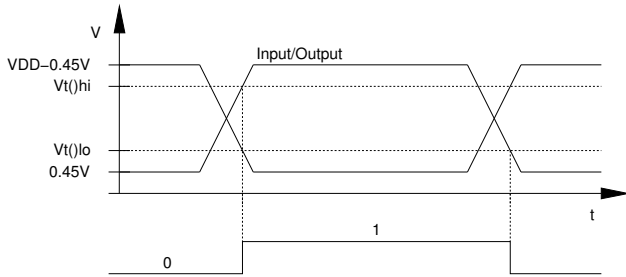 V
Input/Output
VDD−0.45V
Vt()hi
Vt()lo
0.45V
t
1
0